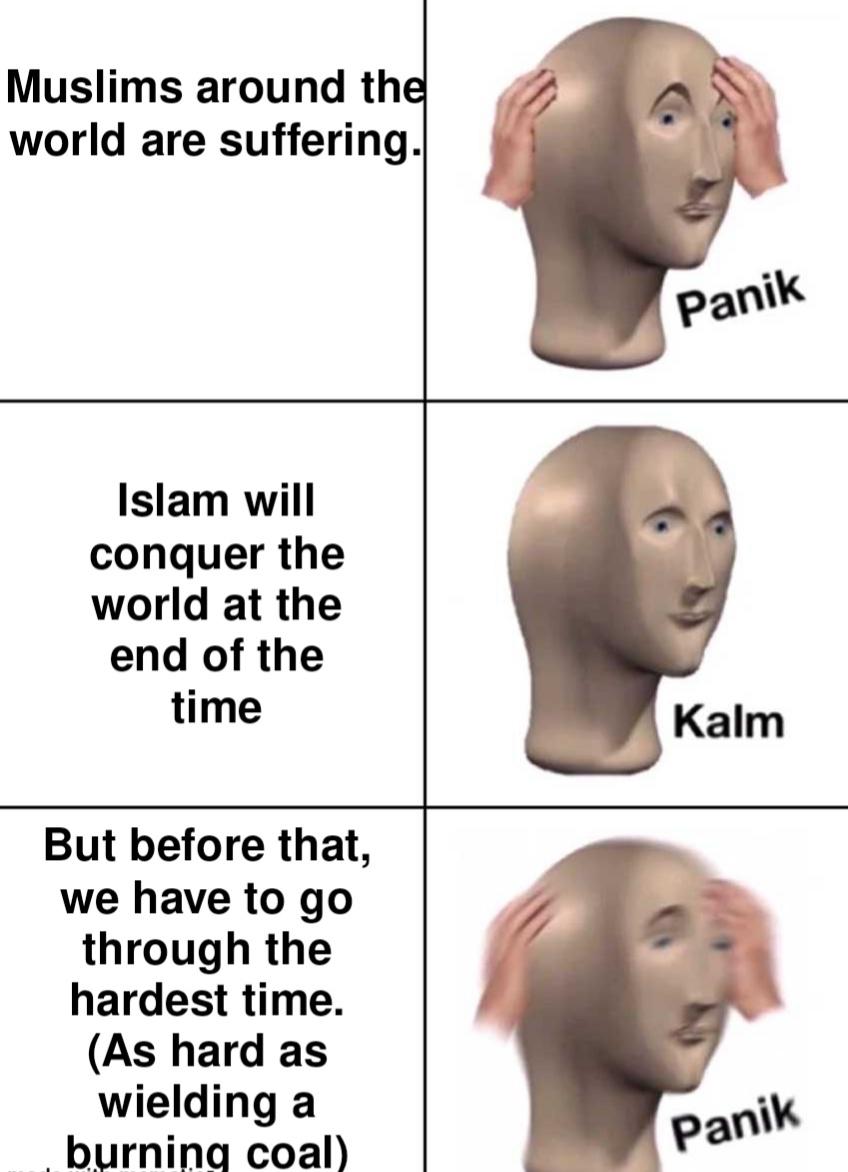 Muslims around the
world are suffering.
Panik
Islam will
conquer the
world at the
end of the
time
Kalm
But before that,
we have to go
through the
hardest time.
(As hard as
wielding a
burning coal)
Panik